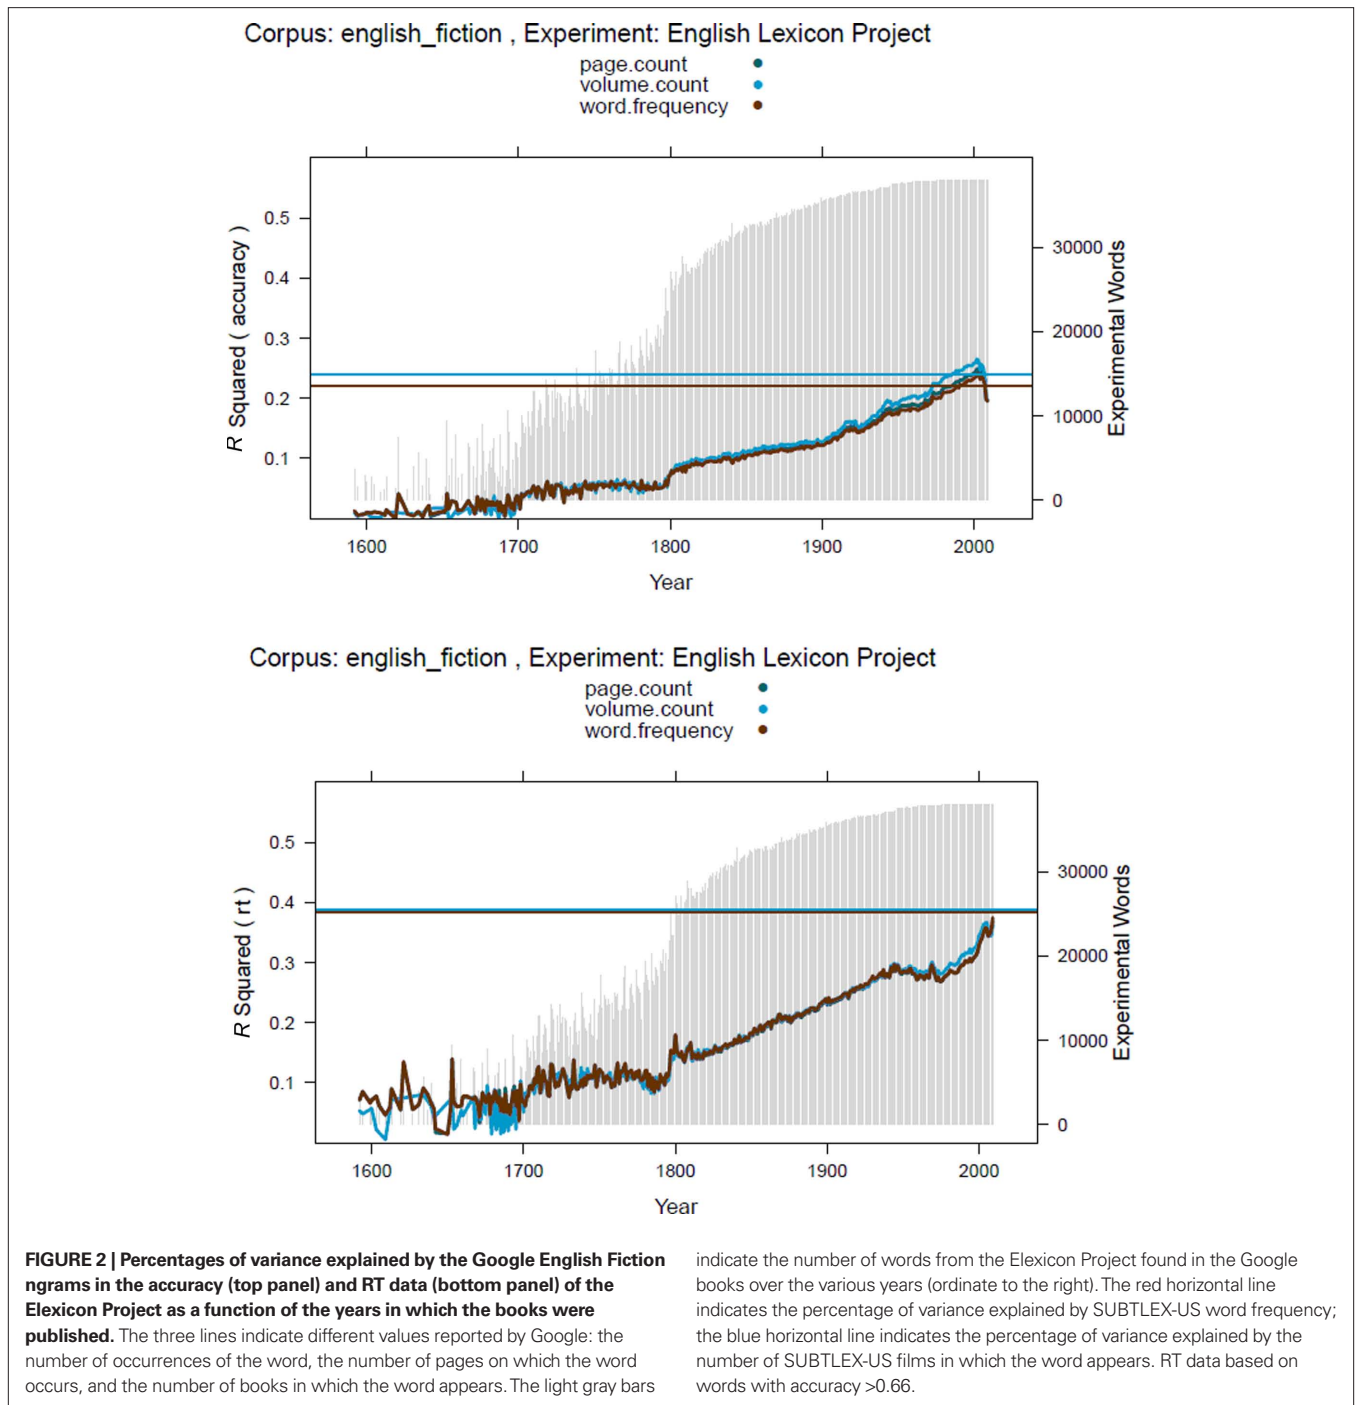 Corpus: english_fiction , Experiment: English Lexicon Project
page.count
volume.count
word.frequency
R Squared ( accuracy )
0.5
0.4
0.3
0.2
0.1
30000
20000
10000
0
Experimental Words
1600 1700 1800 1900 2000
Year
Corpus: english_fiction , Experiment: English Lexicon Project
page.count
volume.count
word.frequency
R Squared ( rt )
0.5
0.4
0.3
0.2
0.1
30000
20000
10000
0
Experimental Words
1600 1700 1800 1900 2000
Year
FIGURE 2 | Percentages of variance explained by the Google English Fiction
ngrams in the accuracy (top panel) and RT data (bottom panel) of the
Elexicon Project as a function of the years in which the books were
published. The three lines indicate different values reported by Google: the
number of occurrences of the word, the number of pages on which the word
occurs, and the number of books in which the word appears. The light gray bars
indicate the number of words from the Elexicon Project found in the Google
books over the various years (ordinate to the right). The red horizontal line
indicates the percentage of variance explained by SUBTLEX-US word frequency;
the blue horizontal line indicates the percentage of variance explained by the
number of SUBTLEX-US films in which the word appears. RT data based on
words with accuracy >0.66.